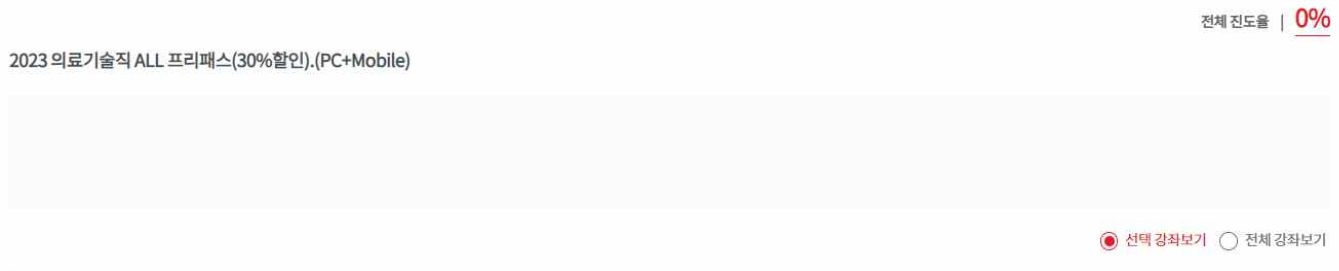 전체 진도율 | 0%
2023 의료기술직 ALL 프리패스(30%할인).(PC+Mobile)
선택 강좌보기 전체 강좌보기